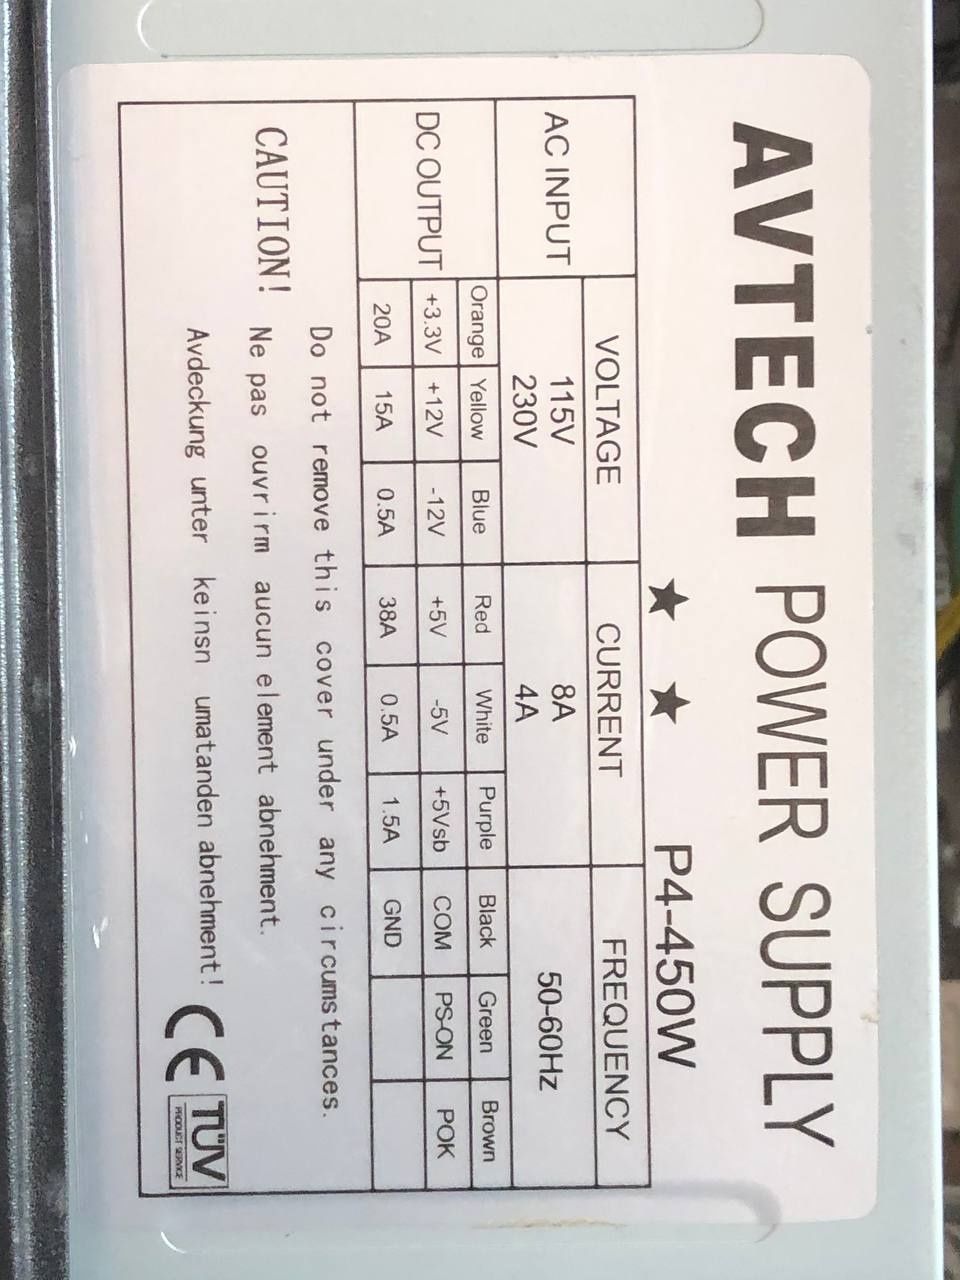 AVTECH POWER SUPPLY
★ ★ P4-450W
VOLTAGE CURRENT FREQUENCY
AC INPUT 115V 8A 50-60Hz
230V 4A
DC OUTPUT Orange Yellow Blue Red White Purple Black Green Brown
+3.3V +12V -12V +5V -5V +5Vsb COM PS-ON POK
20A 15A 0.5A 38A 0.5A 1.5A GND
Do not remove this cover under any circumstances.
CAUTION! Ne pas ouvrirm aucun element abnehment.
Avdeckung unter keinsn umatanden abnehment!
CE TÜV
PRODUCT SERVICE